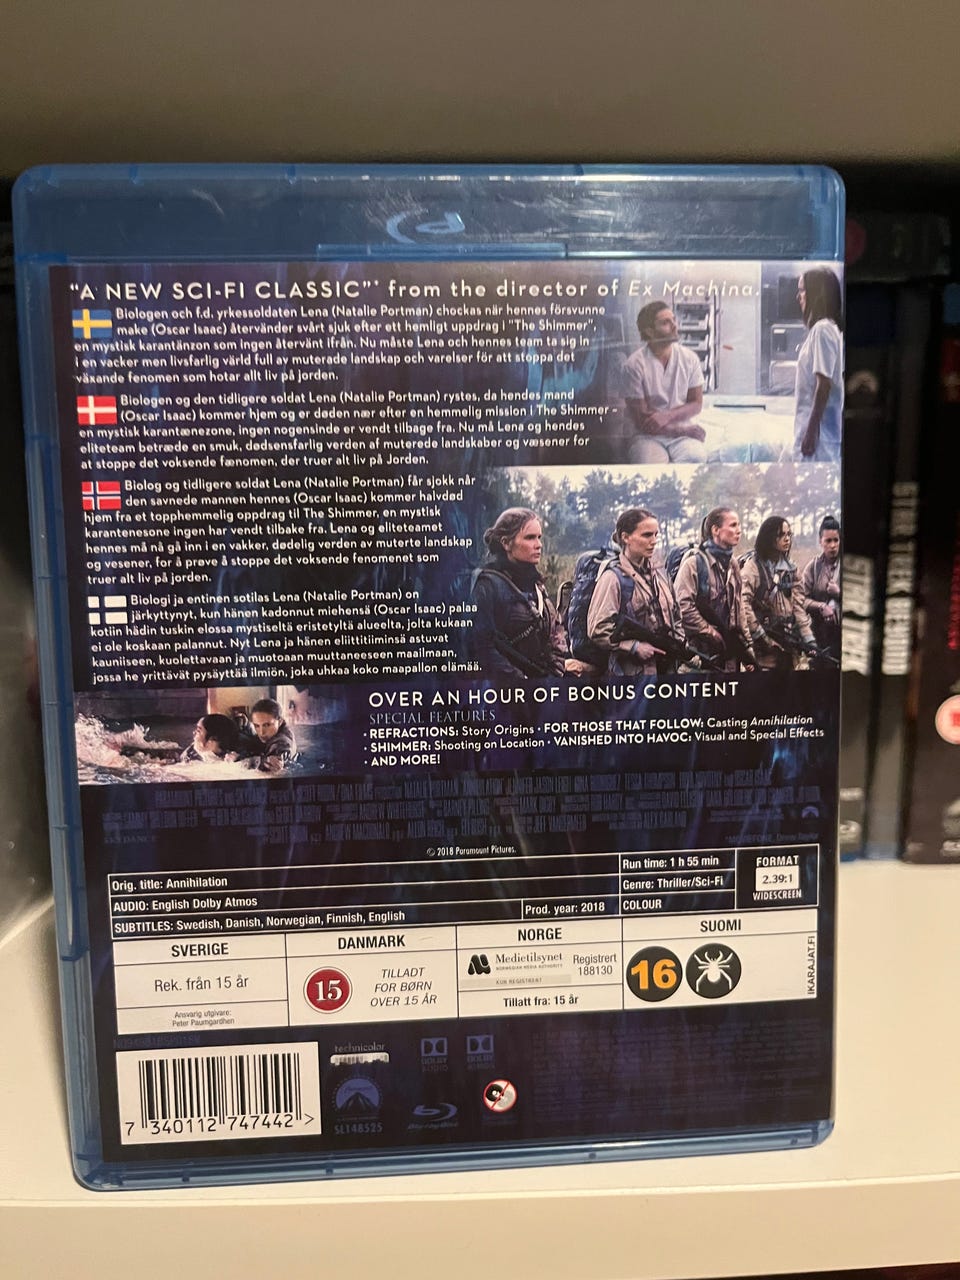 "A NEW SCI-FI CLASSIC"* from the director of Ex Machina.
Biologen och f.d. yrkessoldaten Lena (Natalie Portman) chockas när hennes försvunne
make (Oscar Isaac) återvänder svårt sjuk efter ett hemligt uppdrag i "The Shimmer",
en mystisk karantänzon som ingen återvänt ifrån. Nu måste Lena och hennes team ta sig in
i en vacker men livsfarlig värld full av muterade landskap och varelser för att stoppa det
växande fenomen som hotar allt liv på jorden.
Biologen og den tidligere soldat Lena (Natalie Portman) rystes, da hendes mand
(Oscar Isaac) kommer hjem og er døden nær efter en hemmelig mission i The Shimmer -
en mystisk karantænezone, ingen nogensinde er vendt tilbage fra. Nu må Lena og hendes
eliteteam betræde en smuk, dødsensfarlig verden af muterede landskaber og væsener for
at stoppe det voksende fænomen, der truer alt liv på Jorden.
Biolog og tidligere soldat Lena (Natalie Portman) får sjokk når
den savnede mannen hennes (Oscar Isaac) kommer halvdød
hjem fra et topphemmelig oppdrag til The Shimmer, en mystisk
karantenesone ingen har vendt tilbake fra. Lena og eliteteamet
hennes må nå gå inn i en vakker, dødelig verden av muterte landskap
og vesener, for å prøve å stoppe det voksende fenomenet som
truer alt liv på jorden.
Biologi ja entinen sotilas Lena (Natalie Portman) on
järkyttynyt, kun hänen kadonnut miehensä (Oscar Isaac) palaa
kotiin hädin tuskin elossa mystiseltä eristetyltä alueelta, jolta kukaan
ei ole koskaan palannut. Nyt Lena ja hänen eliittitiiminsä astuvat
kauniiseen, kuolettavaan ja muotoaan muuttaneeseen maailmaan,
jossa he yrittävät pysäyttää ilmiön, joka uhkaa koko maapallon elämää.
OVER AN HOUR OF BONUS CONTENT
SPECIAL FEATURES
• REFRACTIONS: Story Origins • FOR THOSE THAT FOLLOW: Casting Annihilation
• SHIMMER: Shooting on Location • VANISHED INTO HAVOC: Visual and Special Effects
• AND MORE!
© 2018 Paramount Pictures.
Orig. title: Annihilation
AUDIO: English Dolby Atmos
SUBTITLES: Swedish, Danish, Norwegian, Finnish, English
Prod. year: 2018
Run time: 1 h 55 min
Genre: Thriller/Sci-Fi
COLOUR
FORMAT
2.39:1
WIDESCREEN
SVERIGE
Rek. från 15 år
Ansvarig utgivare:
Peter Paumgardhen
DANMARK
15
TILLADT
FOR BØRN
OVER 15 ÅR
NORGE
Medietilsynet
NORWEGIAN MEDIA AUTHORITY
KUN REGISTRERT
Registrert
188130
Tillatt fra: 15 år
SUOMI
16
IKARAJAT.FI
7 340112 747442 >
technicolor
SL148525
DOLBY
AUDIO
DOLBY
Blu-ray Disc
STAR TREK
STAR TREK BEYOND